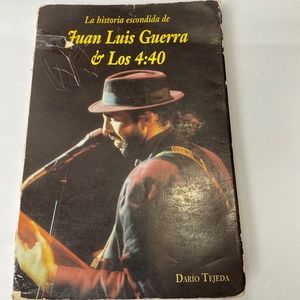 La historia escondida de
Juan Luis Guerra
& Los 4:40
DARÍO TEJEDA